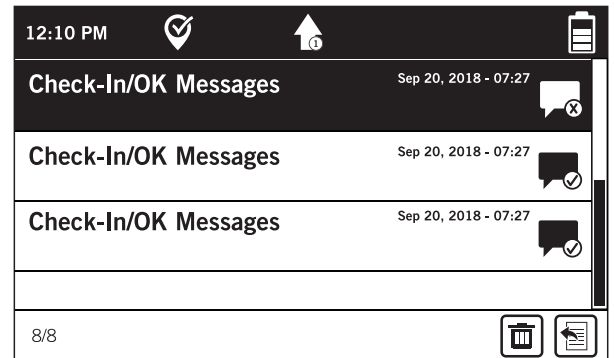 12:10 PM 1
Check-In/OK Messages Sep 20, 2018 - 07:27
Check-In/OK Messages Sep 20, 2018 - 07:27
Check-In/OK Messages Sep 20, 2018 - 07:27
8/8